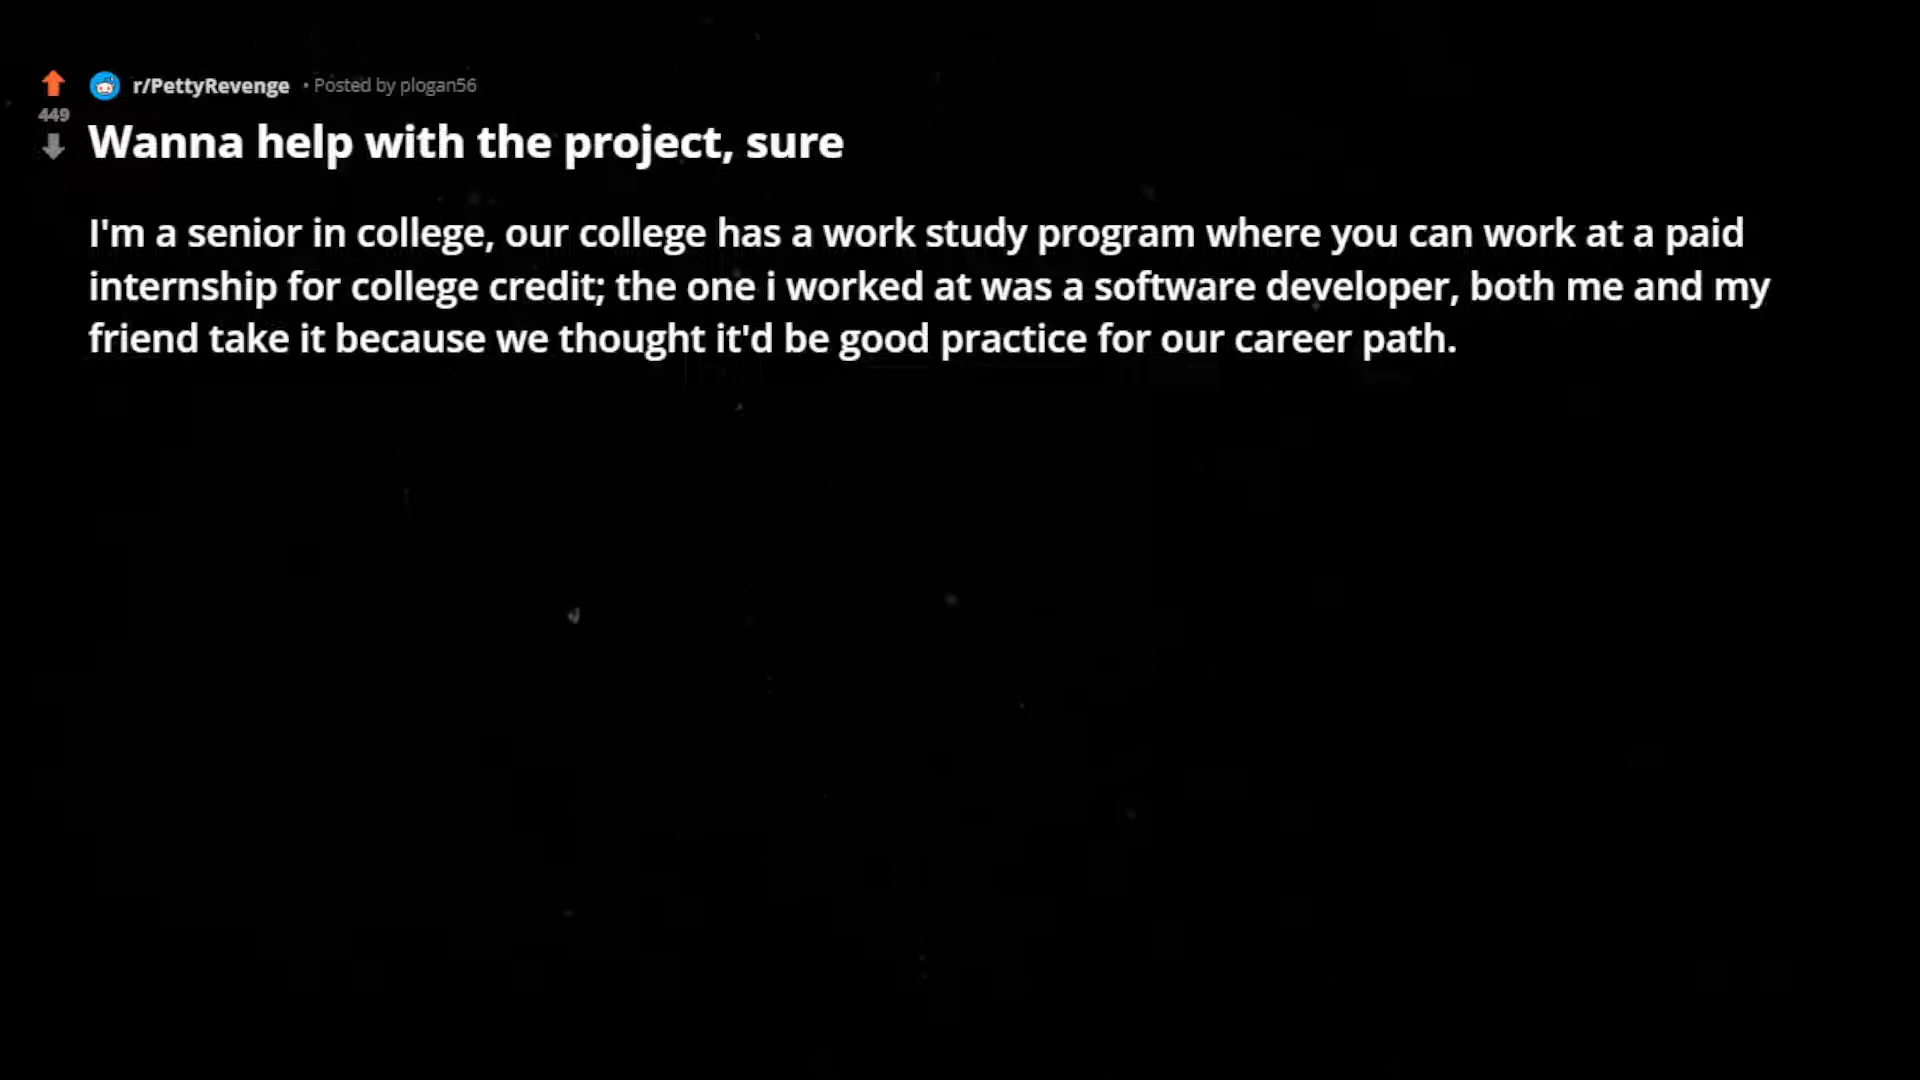 r/PettyRevenge • Posted by plogan56
449
Wanna help with the project, sure
I'm a senior in college, our college has a work study program where you can work at a paid
internship for college credit; the one i worked at was a software developer, both me and my
friend take it because we thought it'd be good practice for our career path.